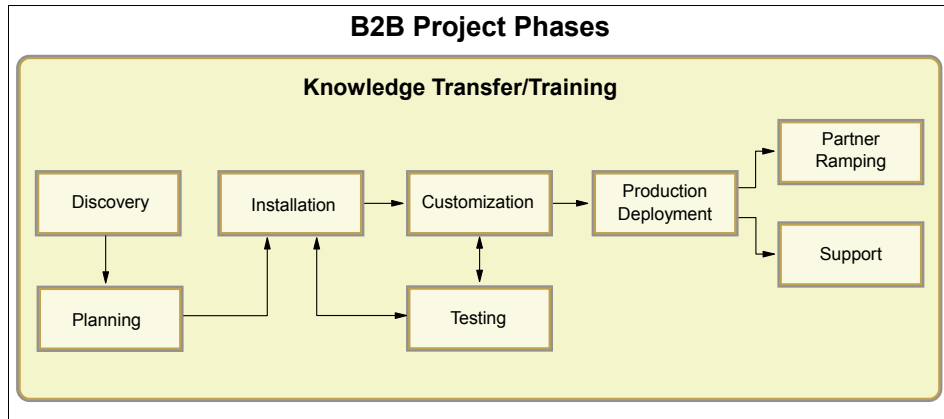 B2B Project Phases
Knowledge Transfer/Training
Discovery
Planning
Installation
Customization
Testing
Production
Deployment
Partner
Ramping
Support